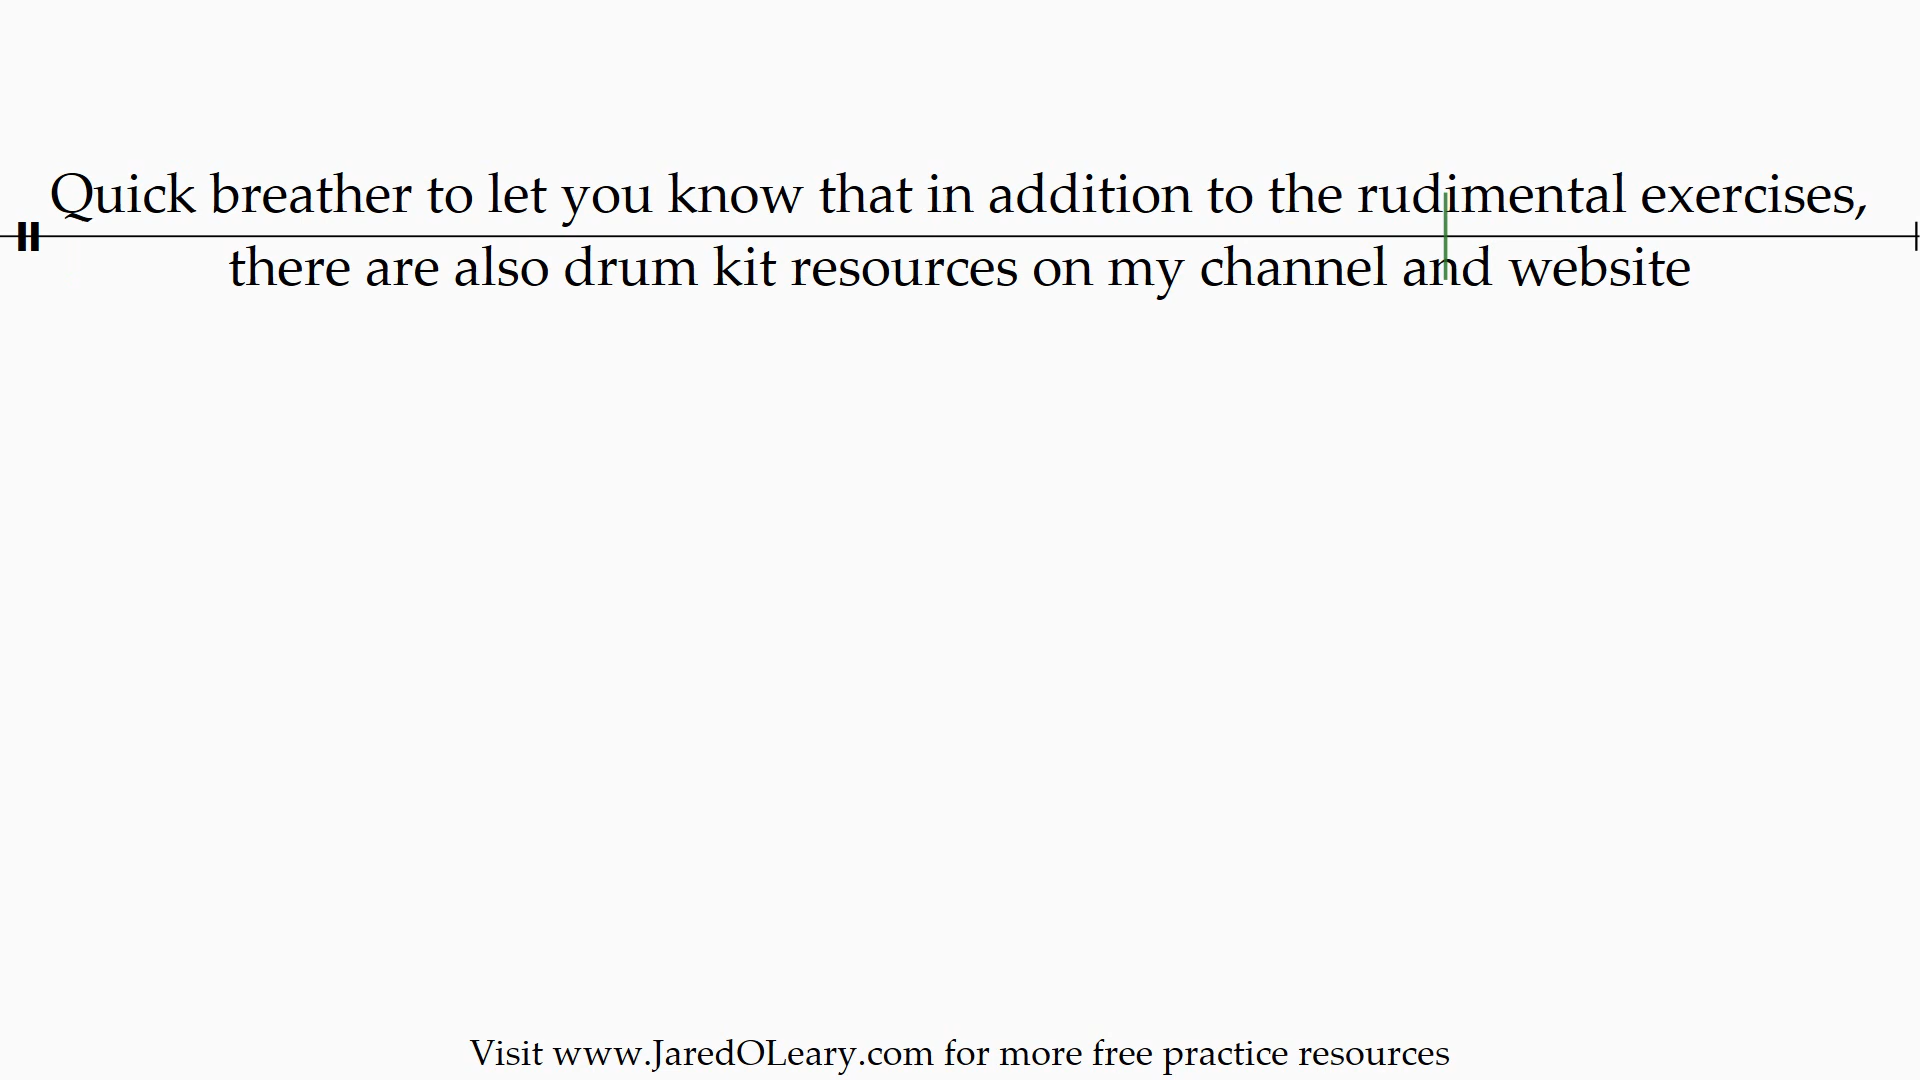 Quick breather to let you know that in addition to the rudimental exercises,
there are also drum kit resources on my channel and website
Visit www.JaredOLeary.com for more free practice resources